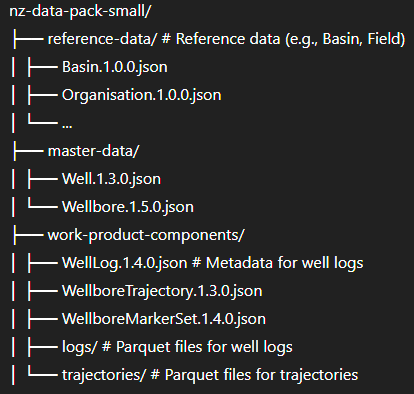 nz-data-pack-small/
├── reference-data/ # Reference data (e.g., Basin, Field)
│ ├── Basin.1.0.0.json
│ ├── Organisation.1.0.0.json
│ └── ...
├── master-data/
│ ├── Well.1.3.0.json
│ └── Wellbore.1.5.0.json
├── work-product-components/
│ ├── WellLog.1.4.0.json # Metadata for well logs
│ ├── WellboreTrajectory.1.3.0.json
│ ├── WellboreMarkerSet.1.4.0.json
│ ├── logs/ # Parquet files for well logs
│ └── trajectories/ # Parquet files for trajectories